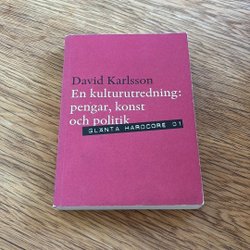 David Karlsson
En kulturutredning:
pengar, konst
och politik
GLÄNTA HARDCORE 01